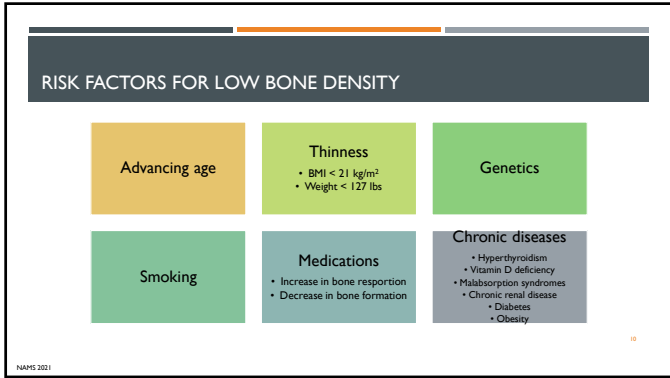 RISK FACTORS FOR LOW BONE DENSITY
Advancing age
Thinness
• BMI < 21 kg/m²
• Weight < 127 lbs
Genetics
Smoking
Medications
• Increase in bone resportion
• Decrease in bone formation
Chronic diseases
• Hyperthyroidism
• Vitamin D deficiency
• Malabsorption syndromes
• Chronic renal disease
• Diabetes
• Obesity
10
NAMS 2021